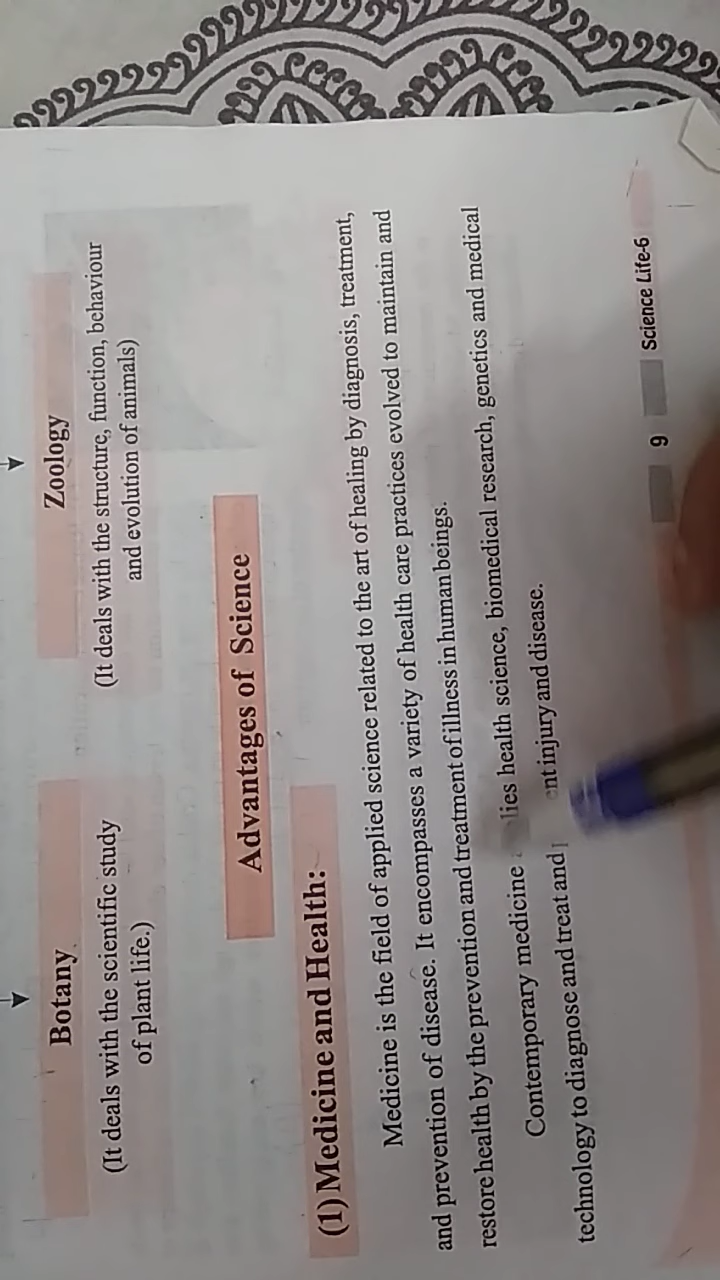 Botany
(It deals with the scientific study
of plant life.)
Zoology
(It deals with the structure, function, behaviour
and evolution of animals)
Advantages of Science
(1) Medicine and Health:
Medicine is the field of applied science related to the art of healing by diagnosis, treatment,
and prevention of disease. It encompasses a variety of health care practices evolved to maintain and
restore health by the prevention and treatment of illness in human beings.
Contemporary medicine health science, biomedical research, genetics and medical
technology to diagnose and treat and injury and disease.
9 Science Life-6